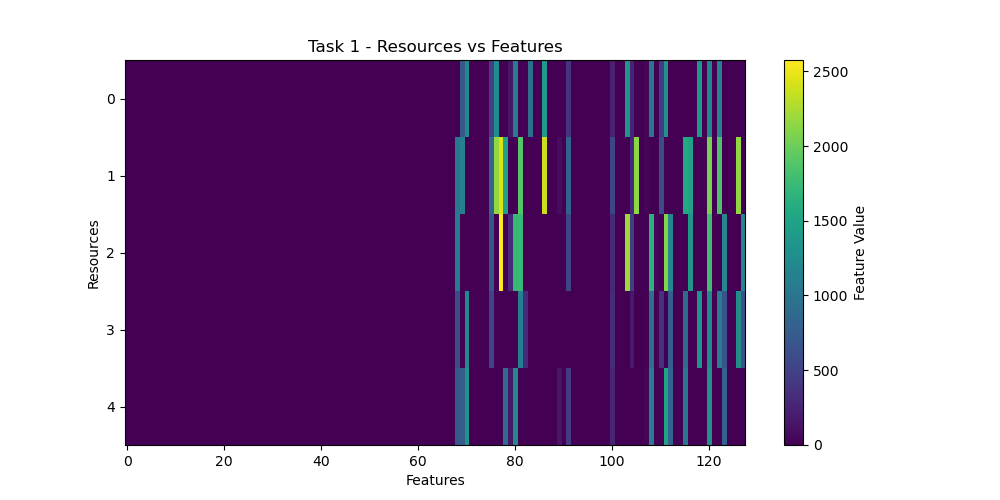 Task 1 - Resources vs Features
Resources
0
1
2
3
4
0 20 40 60 80 100 120
Features
2500
2000
1500
1000
500
0
Feature Value